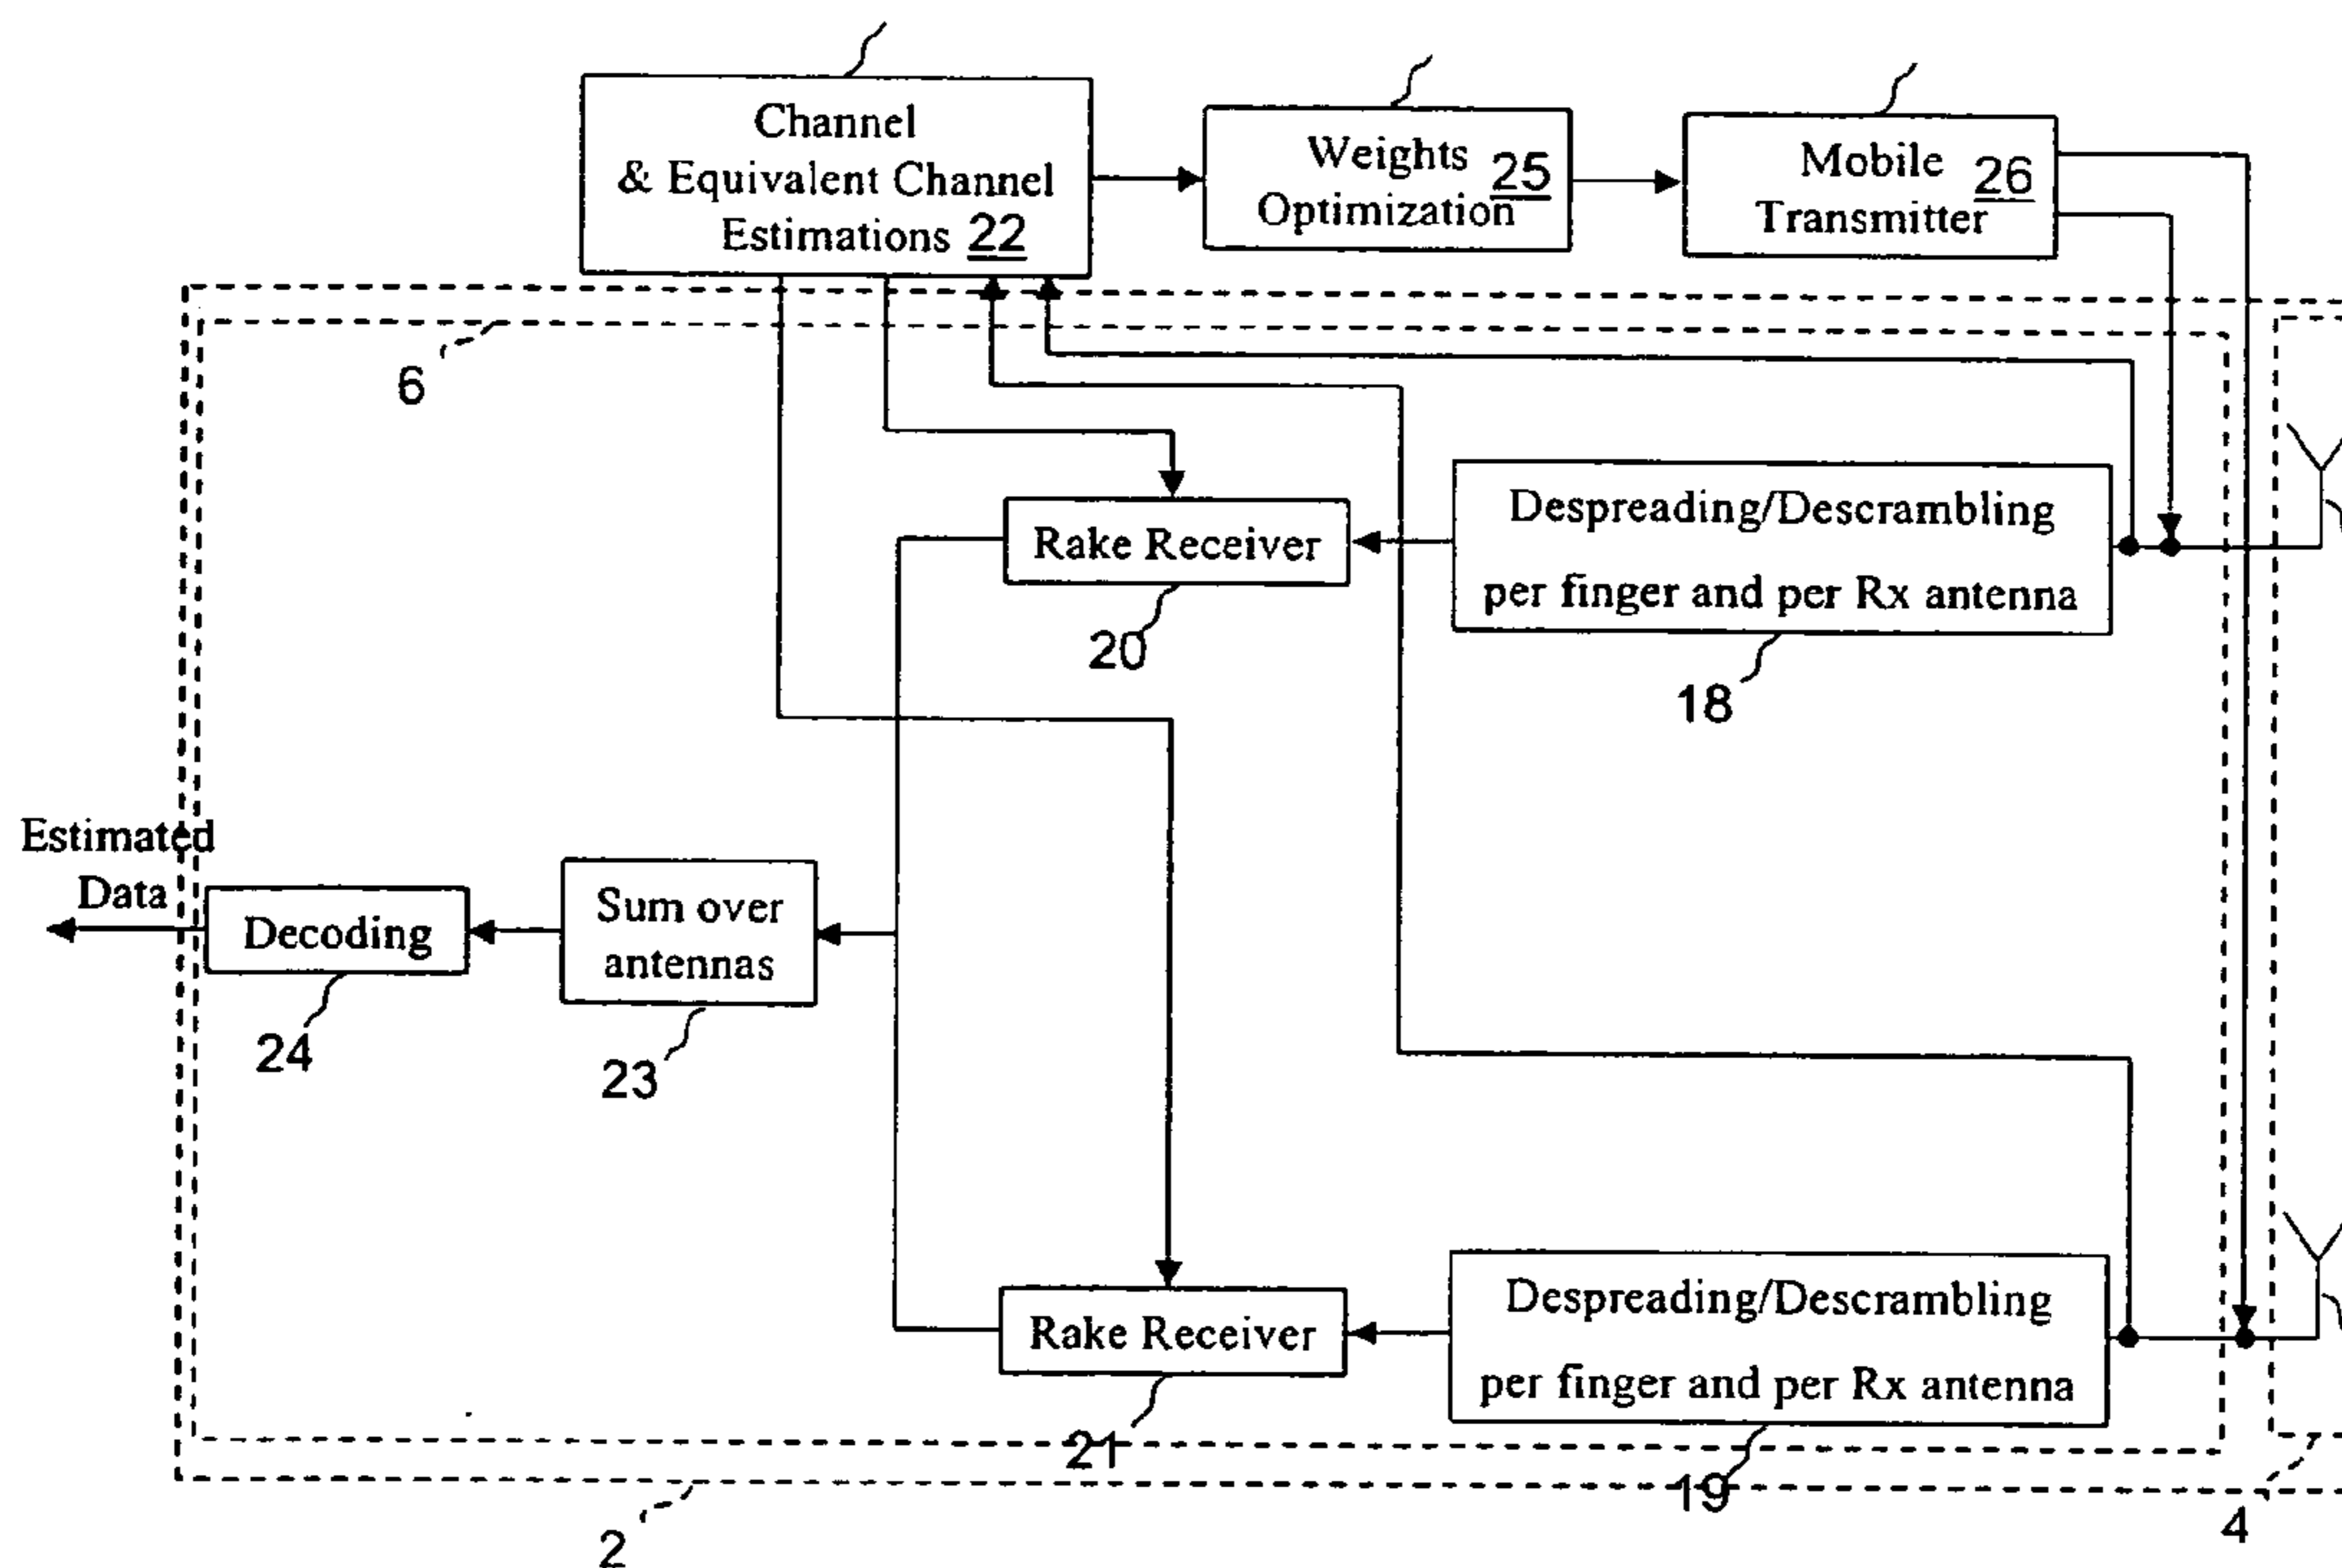 Channel
& Equivalent Channel
Estimations 22
Weights 25
Optimization
Mobile 26
Transmitter
6
Rake Receiver
20
Despreading/Descrambling
per finger and per Rx antenna
18
Estimated
Data
Decoding
24
Sum over
antennas
23
Rake Receiver
21
Despreading/Descrambling
per finger and per Rx antenna
19
2
4